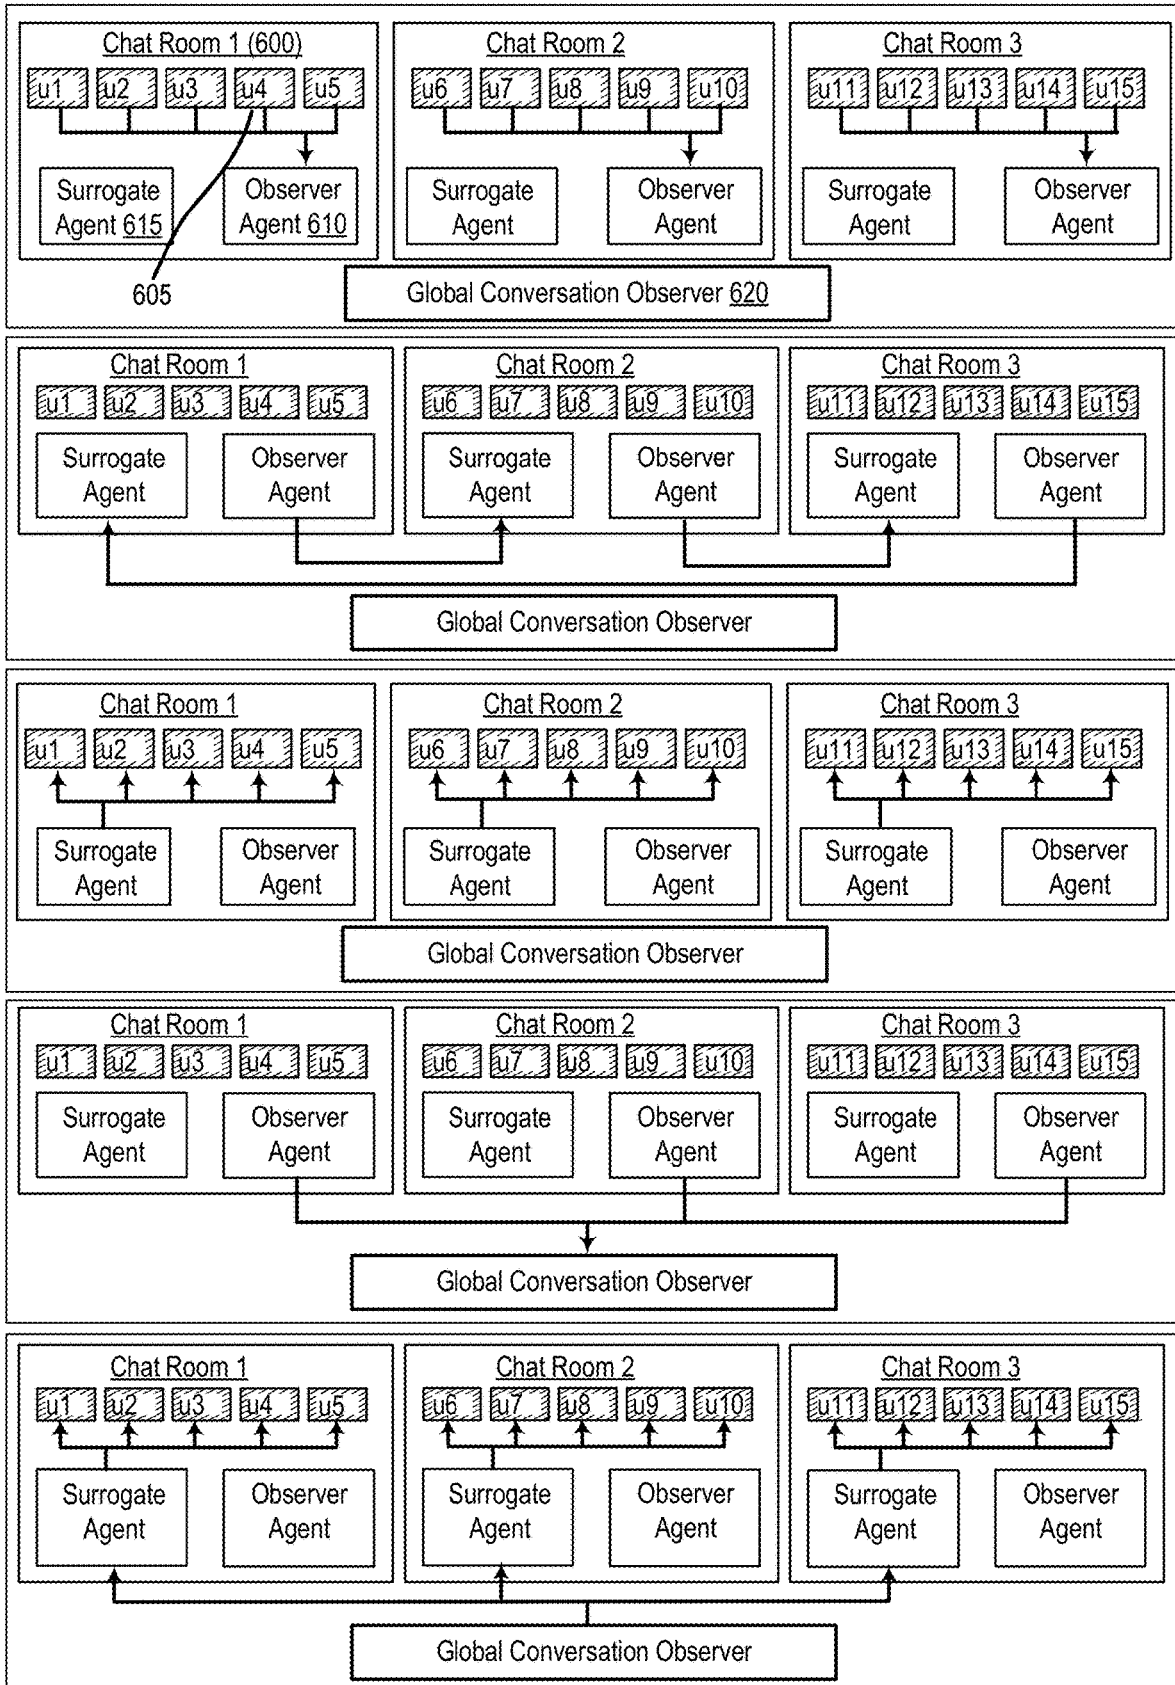 Chat Room 1 (600) Chat Room 2 Chat Room 3
u1 u2 u3 u4 u5 u6 u7 u8 u9 u10 u11 u12 u13 u14 u15
Surrogate Observer Surrogate Observer Surrogate Observer
Agent 615 Agent 610 Agent Agent Agent Agent
605
Global Conversation Observer 620
Chat Room 1 Chat Room 2 Chat Room 3
u1 u2 u3 u4 u5 u6 u7 u8 u9 u10 u11 u12 u13 u14 u15
Surrogate Observer Surrogate Observer Surrogate Observer
Agent Agent Agent Agent Agent Agent
Global Conversation Observer
Chat Room 1 Chat Room 2 Chat Room 3
u1 u2 u3 u4 u5 u6 u7 u8 u9 u10 u11 u12 u13 u14 u15
Surrogate Observer Surrogate Observer Surrogate Observer
Agent Agent Agent Agent Agent Agent
Global Conversation Observer
Chat Room 1 Chat Room 2 Chat Room 3
u1 u2 u3 u4 u5 u6 u7 u8 u9 u10 u11 u12 u13 u14 u15
Surrogate Observer Surrogate Observer Surrogate Observer
Agent Agent Agent Agent Agent Agent
Global Conversation Observer
Chat Room 1 Chat Room 2 Chat Room 3
u1 u2 u3 u4 u5 u6 u7 u8 u9 u10 u11 u12 u13 u14 u15
Surrogate Observer Surrogate Observer Surrogate Observer
Agent Agent Agent Agent Agent Agent
Global Conversation Observer